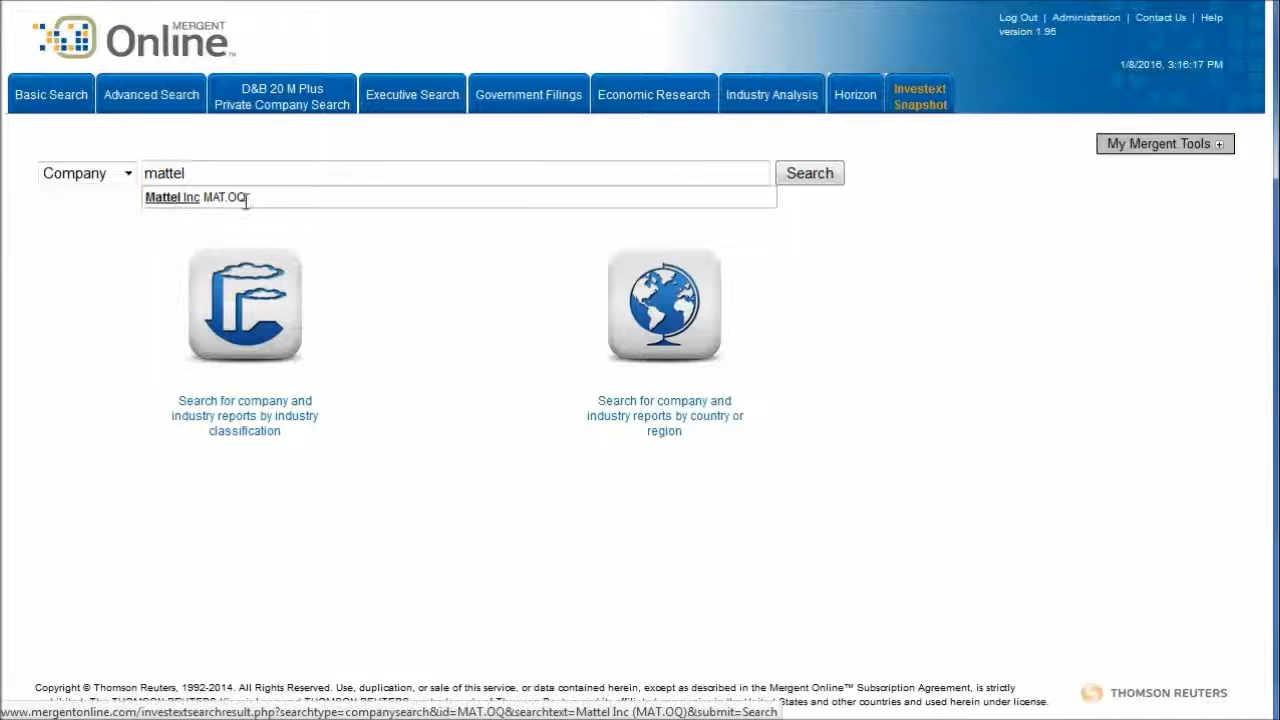 MERGENT
Online™
Log Out | Administration | Contact Us | Help
version 1.95
1/8/2016, 3:16:17 PM
Basic Search
Advanced Search
D&B 20 M Plus
Private Company Search
Executive Search
Government Filings
Economic Research
Industry Analysis
Horizon
Investext
Snapshot
My Mergent Tools +
Company
mattel
Search
Mattel Inc MAT.OQ
Search for company and
industry reports by industry
classification
Search for company and
industry reports by country or
region
Copyright © Thomson Reuters, 1992-2014. All Rights Reserved. Use, duplication, or sale of this service, or data contained herein, except as described in the Mergent Online™ Subscription Agreement, is strictly
States and other countries and used herein under license.
THOMSON REUTERS
www.mergentonline.com/investextsearchresult.php?searchtype=companysearch&id=MAT.OQ&searchtext=Mattel Inc (MAT.OQ)&submit=Search